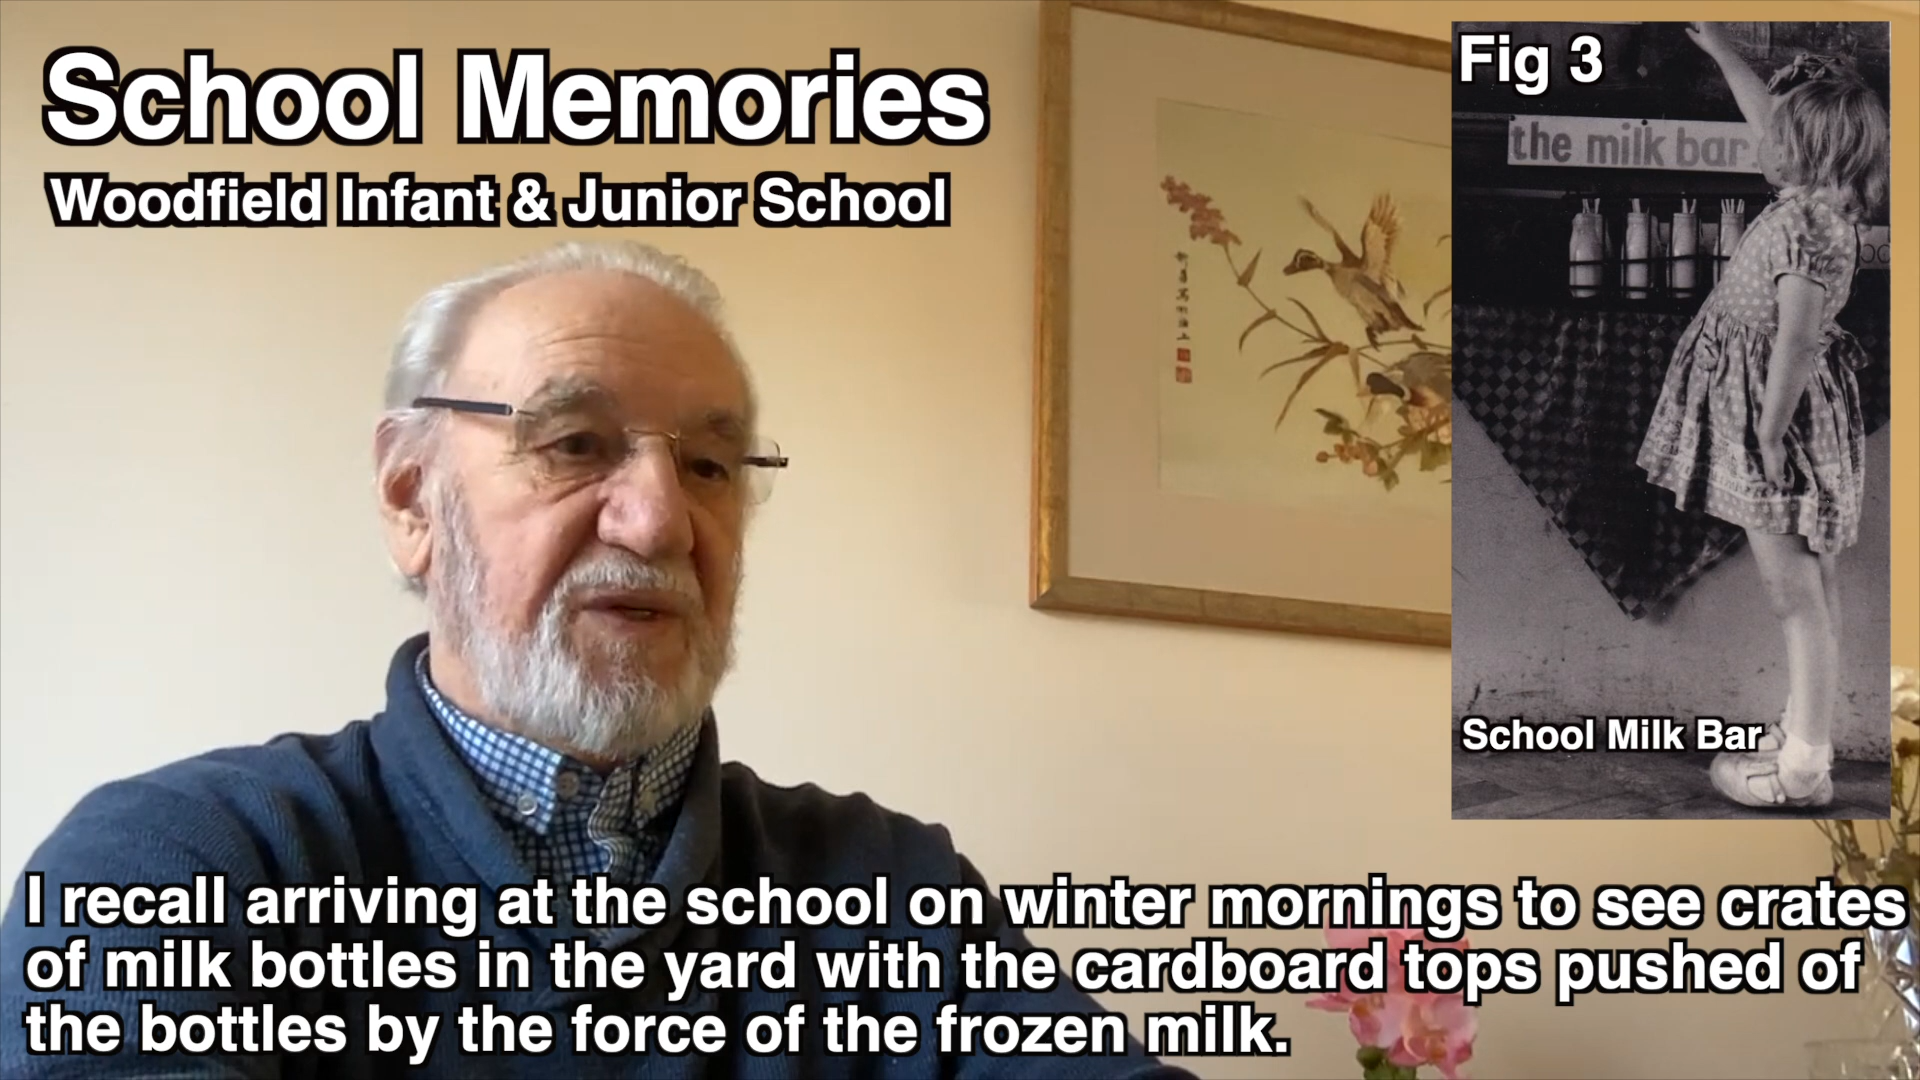 School Memories
Woodfield Infant & Junior School
Fig 3
the milk bar
School Milk Bar
I recall arriving at the school on winter mornings to see crates
of milk bottles in the yard with the cardboard tops pushed of
the bottles by the force of the frozen milk.